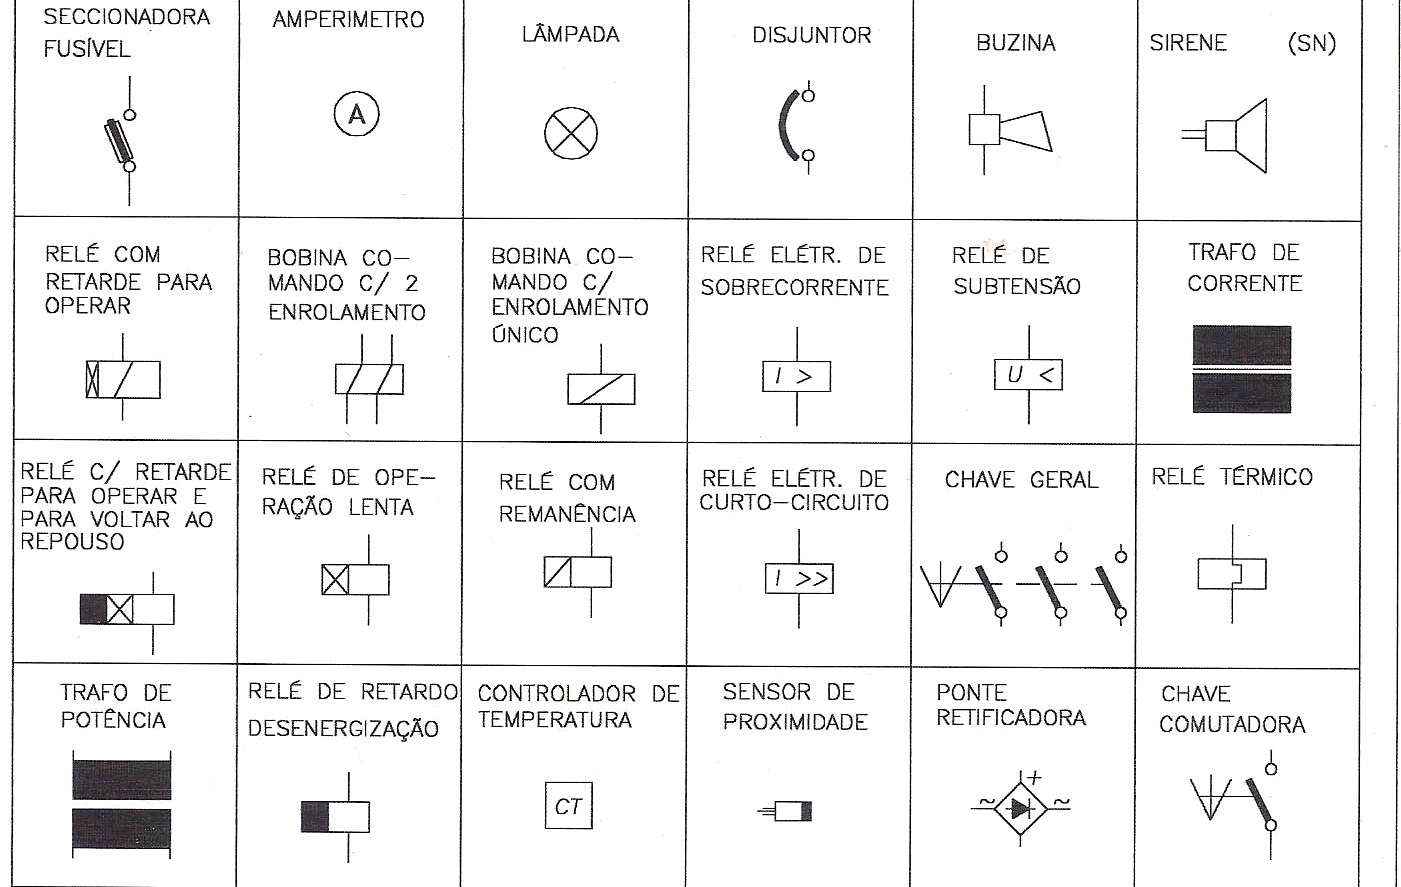 SECCIONADORA
FUSÍVEL
AMPERIMETRO
LÂMPADA
DISJUNTOR
BUZINA
SIRENE (SN)
A
RELÉ COM
RETARDE PARA
OPERAR
BOBINA CO-
MANDO C/ 2
ENROLAMENTO
BOBINA CO-
MANDO C/
ENROLAMENTO
ÚNICO
RELÉ ELÉTR. DE
SOBRECORRENTE
I >
RELÉ DE
SUBTENSÃO
U <
TRAFO DE
CORRENTE
RELÉ C/ RETARDE
PARA OPERAR E
PARA VOLTAR AO
REPOUSO
RELÉ DE OPE-
RAÇÃO LENTA
RELÉ COM
REMANÊNCIA
RELÉ ELÉTR. DE
CURTO-CIRCUITO
I >>
CHAVE GERAL
RELÉ TÉRMICO
TRAFO DE
POTÊNCIA
RELÉ DE RETARDO
DESENERGIZAÇÃO
CONTROLADOR DE
TEMPERATURA
CT
SENSOR DE
PROXIMIDADE
PONTE
RETIFICADORA
+
~ ~
CHAVE
COMUTADORA